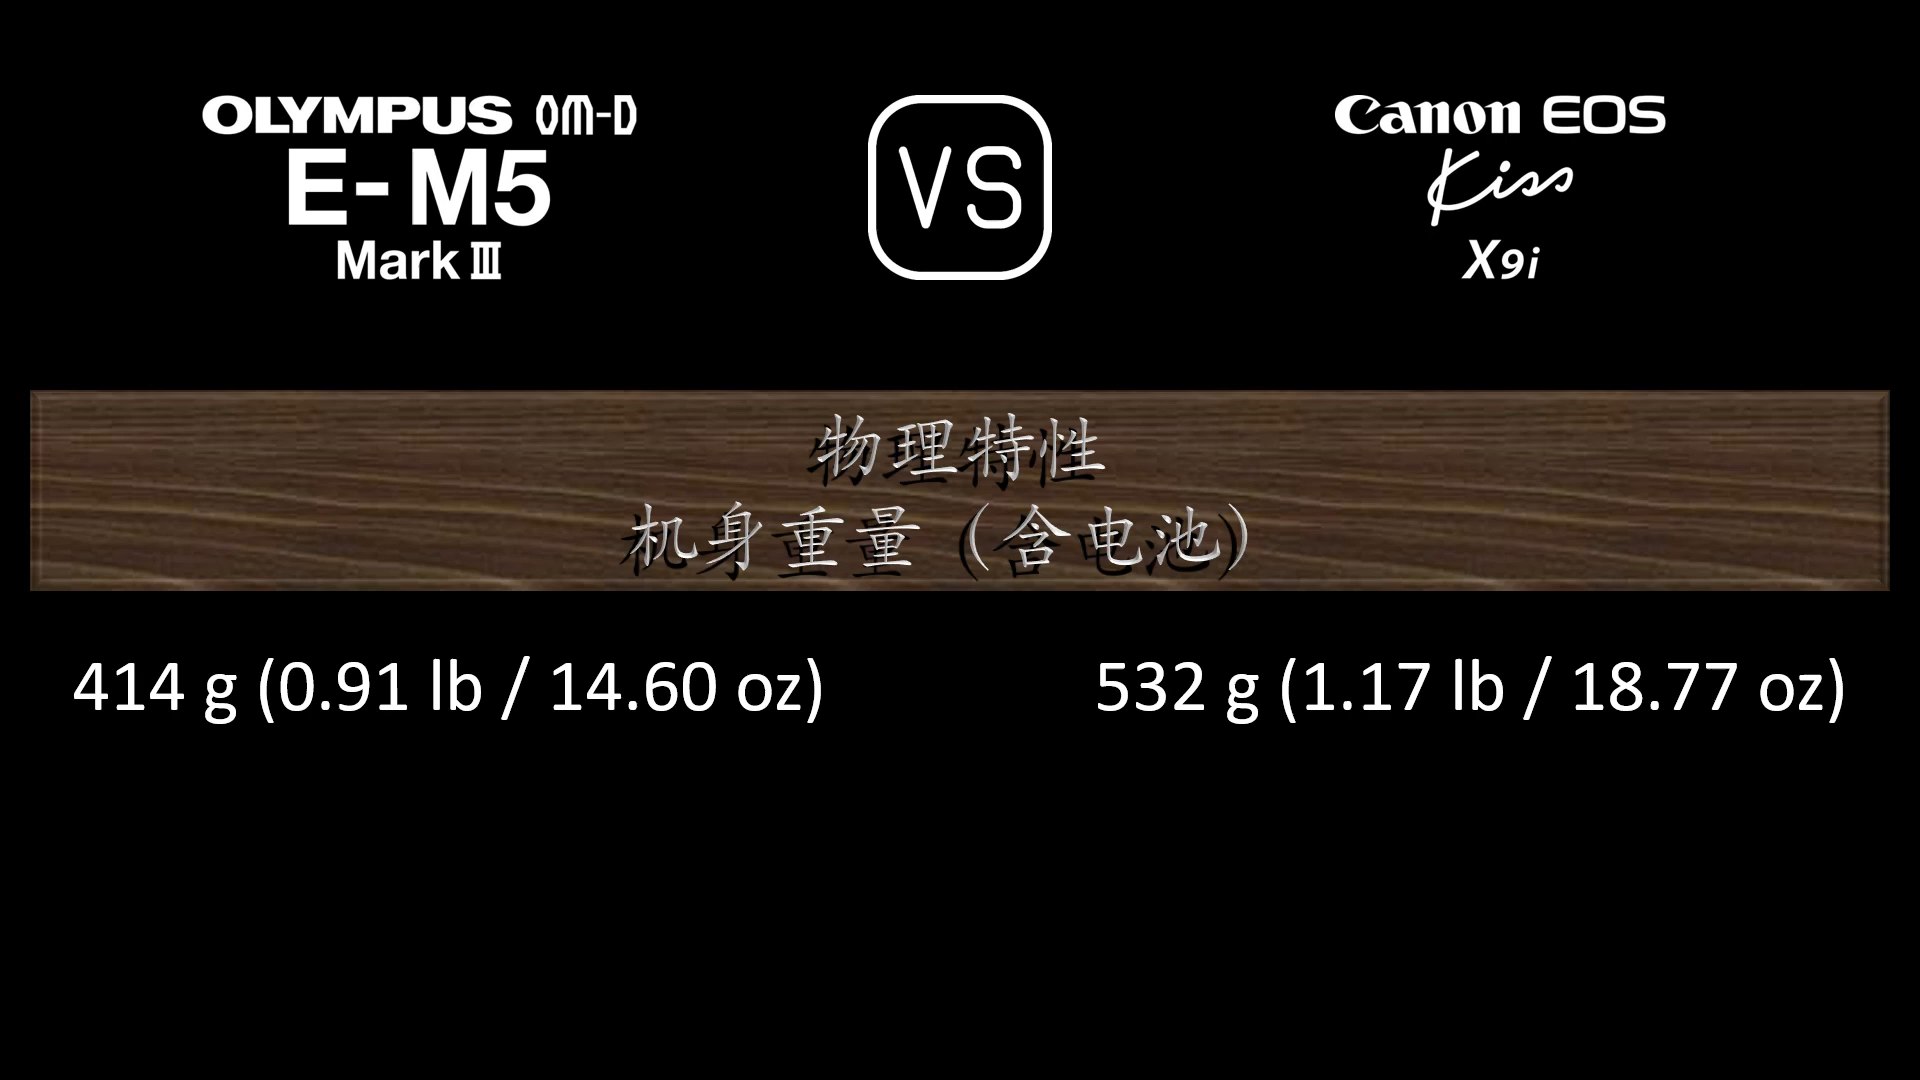 OLYMPUS OM-D
E-M5
Mark III
VS
Canon EOS
Kiss
X9i
物理特性
机身重量（含电池）
414 g (0.91 lb / 14.60 oz)
532 g (1.17 lb / 18.77 oz)